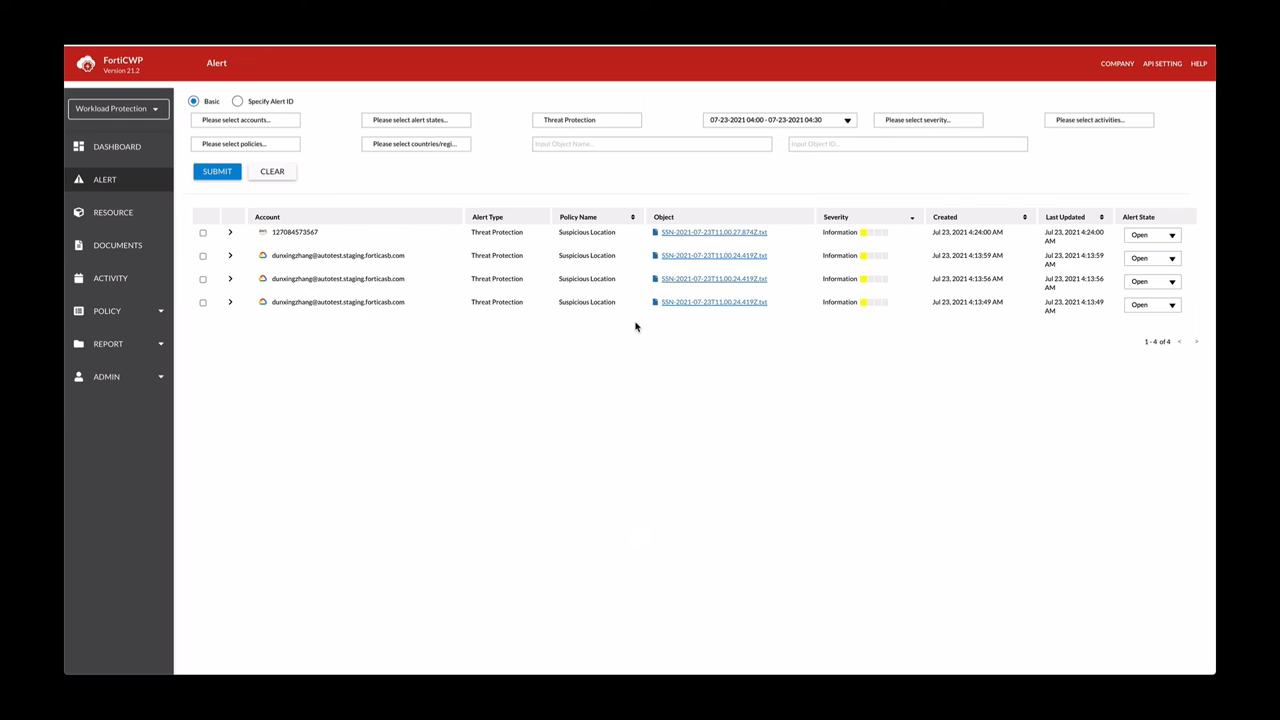 FortiCWP
Version 21.2
Alert
COMPANY API SETTING HELP
Workload Protection
DASHBOARD
ALERT
RESOURCE
DOCUMENTS
ACTIVITY
POLICY
REPORT
ADMIN
Basic Specify Alert ID
Please select accounts... Please select alert states... Threat Protection 07-23-2021 04:00 - 07-23-2021 04:30 Please select severity... Please select activities...
Please select policies... Please select countries/regi... Input Object Name... Input Object ID...
SUBMIT CLEAR
Account Alert Type Policy Name Object Severity Created Last Updated Alert State
127084573567 Threat Protection Suspicious Location SSN-2021-07-23T11.00.27.874Z.txt Information Jul 23, 2021 4:24:00 AM Jul 23, 2021 4:24:00 Open
AM
dunxingzhang@autotest.staging.forticasb.com Threat Protection Suspicious Location SSN-2021-07-23T11.00.24.419Z.txt Information Jul 23, 2021 4:13:59 AM Jul 23, 2021 4:13:59 Open
AM
dunxingzhang@autotest.staging.forticasb.com Threat Protection Suspicious Location SSN-2021-07-23T11.00.24.419Z.txt Information Jul 23, 2021 4:13:56 AM Jul 23, 2021 4:13:56 Open
AM
dunxingzhang@autotest.staging.forticasb.com Threat Protection Suspicious Location SSN-2021-07-23T11.00.24.419Z.txt Information Jul 23, 2021 4:13:49 AM Jul 23, 2021 4:13:49 Open
AM
1 - 4 of 4 < >